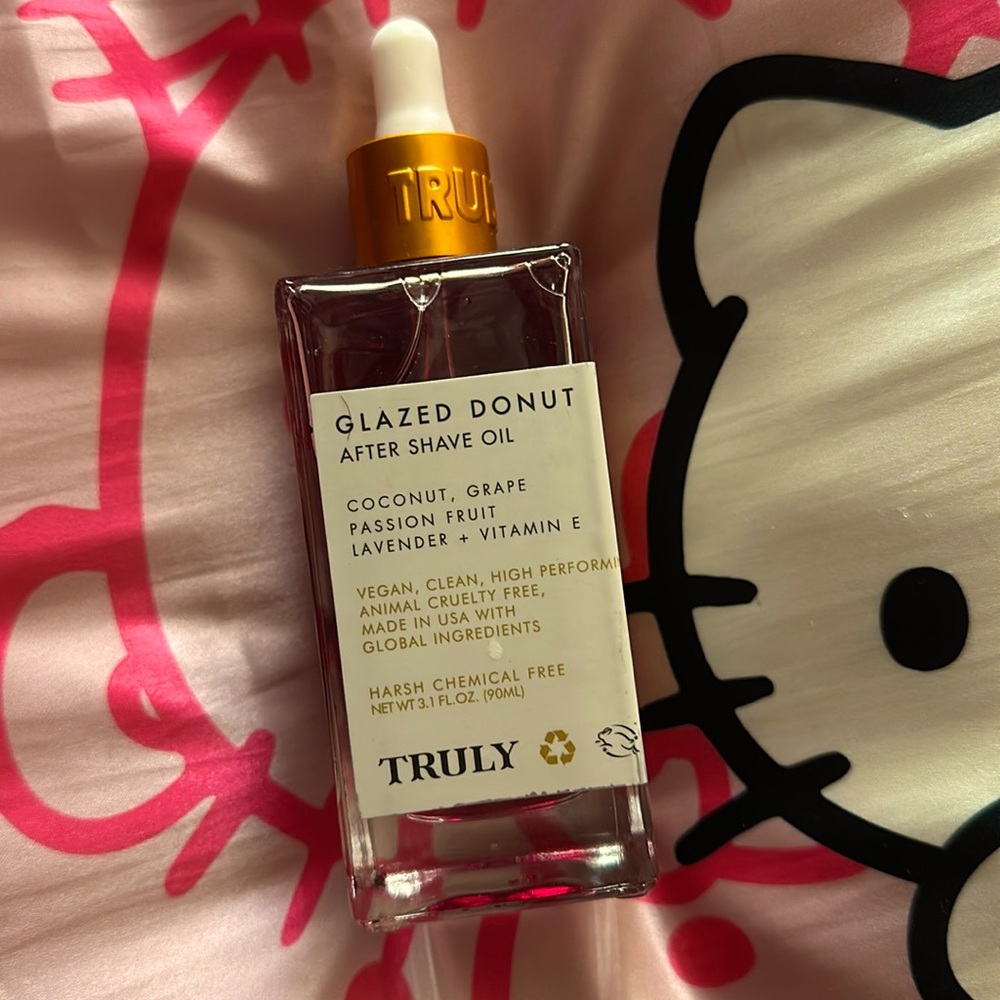 TRULY
GLAZED DONUT
AFTER SHAVE OIL
COCONUT, GRAPE
PASSION FRUIT
LAVENDER + VITAMIN E
VEGAN, CLEAN, HIGH PERFORMI
ANIMAL CRUELTY FREE,
MADE IN USA WITH
GLOBAL INGREDIENTS
HARSH CHEMICAL FREE
NET WT 3.1 FL.OZ. (90ML)
TRULY